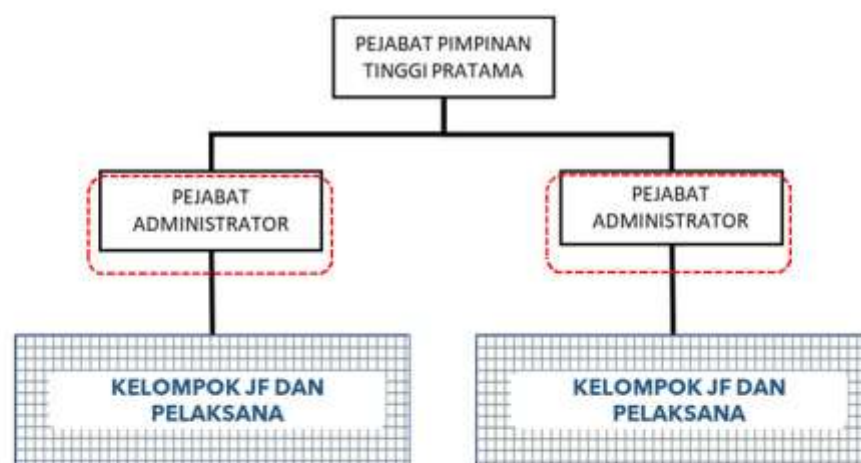 PEJABAT PIMPINAN
TINGGI PRATAMA
PEJABAT
ADMINISTRATOR
PEJABAT
ADMINISTRATOR
KELOMPOK JF DAN
PELAKSANA
KELOMPOK JF DAN
PELAKSANA